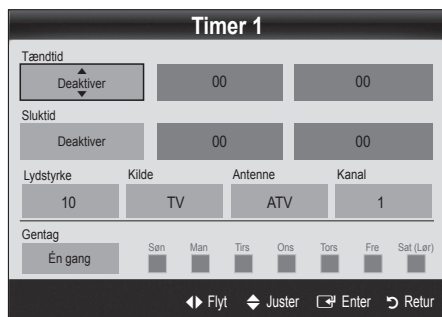 Timer 1
Tændtid
Deaktiver 00 00
Sluktid
Deaktiver 00 00
Lydstyrke Kilde Antenne Kanal
10 TV ATV 1
Gentag
Én gang Søn Man Tirs Ons Tors Fre Sat (Lør)
Flyt Juster Enter Retur